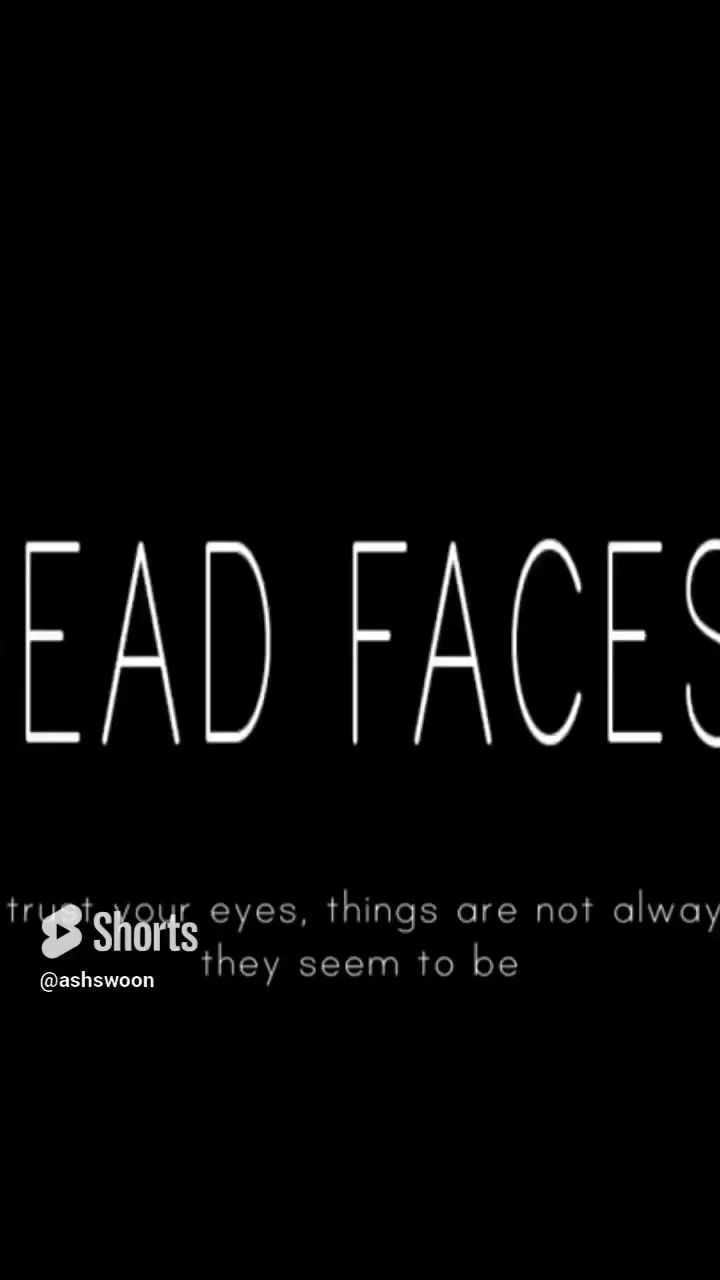 EAD FACES
trust your eyes, things are not alway
they seem to be
Shorts
@ashswoon